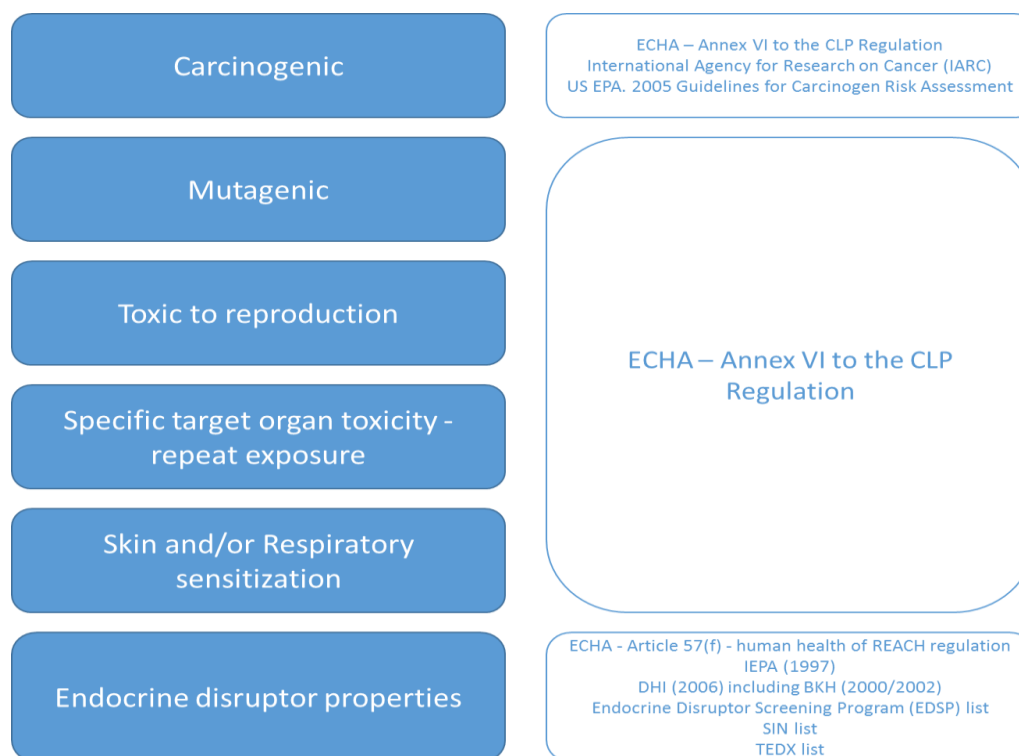 Carcinogenic
ECHA – Annex VI to the CLP Regulation
International Agency for Research on Cancer (IARC)
US EPA. 2005 Guidelines for Carcinogen Risk Assessment
Mutagenic
Toxic to reproduction
Specific target organ toxicity -
repeat exposure
Skin and/or Respiratory
sensitization
ECHA – Annex VI to the CLP
Regulation
Endocrine disruptor properties
ECHA - Article 57(f) - human health of REACH regulation
IEPA (1997)
DHI (2006) including BKH (2000/2002)
Endocrine Disruptor Screening Program (EDSP) list
SIN list
TEDX list